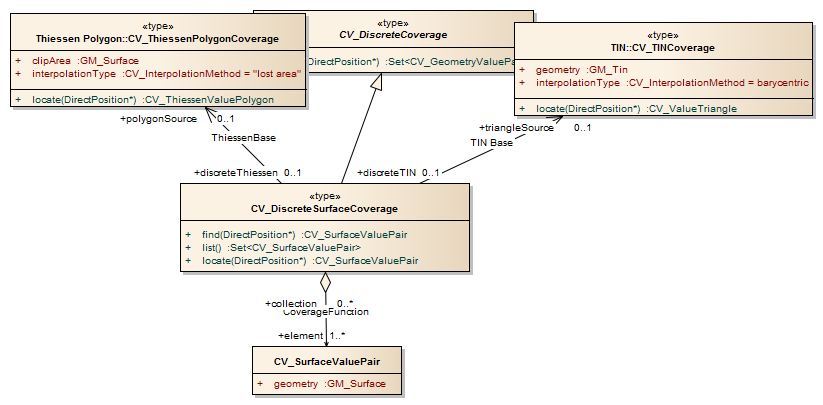 «type»
Thiessen Polygon::CV_ThiessenPolygonCoverage
+ clipArea :GM_Surface
+ interpolationType :CV_InterpolationMethod = "lost area"
+ locate(DirectPosition*) :CV_ThiessenValuePolygon
«type»
CV_DiscreteCoverage
DirectPosition*) :Set<CV_GeometryValuePa
«type»
TIN::CV_TINCoverage
+ geometry :GM_Tin
+ interpolationType :CV_InterpolationMethod = barycentric
+ locate(DirectPosition*) :CV_ValueTriangle
+polygonSource 0..1
ThiessenBase
+discreteThiessen 0..1
+triangleSource 0..1
TIN Base
+discreteTIN 0..1
«type»
CV_DiscreteSurfaceCoverage
+ find(DirectPosition*) :CV_SurfaceValuePair
+ list() :Set<CV_SurfaceValuePair>
+ locate(DirectPosition*) :CV_SurfaceValuePair
+collection 0..*
CoverageFunction
+element 1..*
CV_SurfaceValuePair
+ geometry :GM_Surface